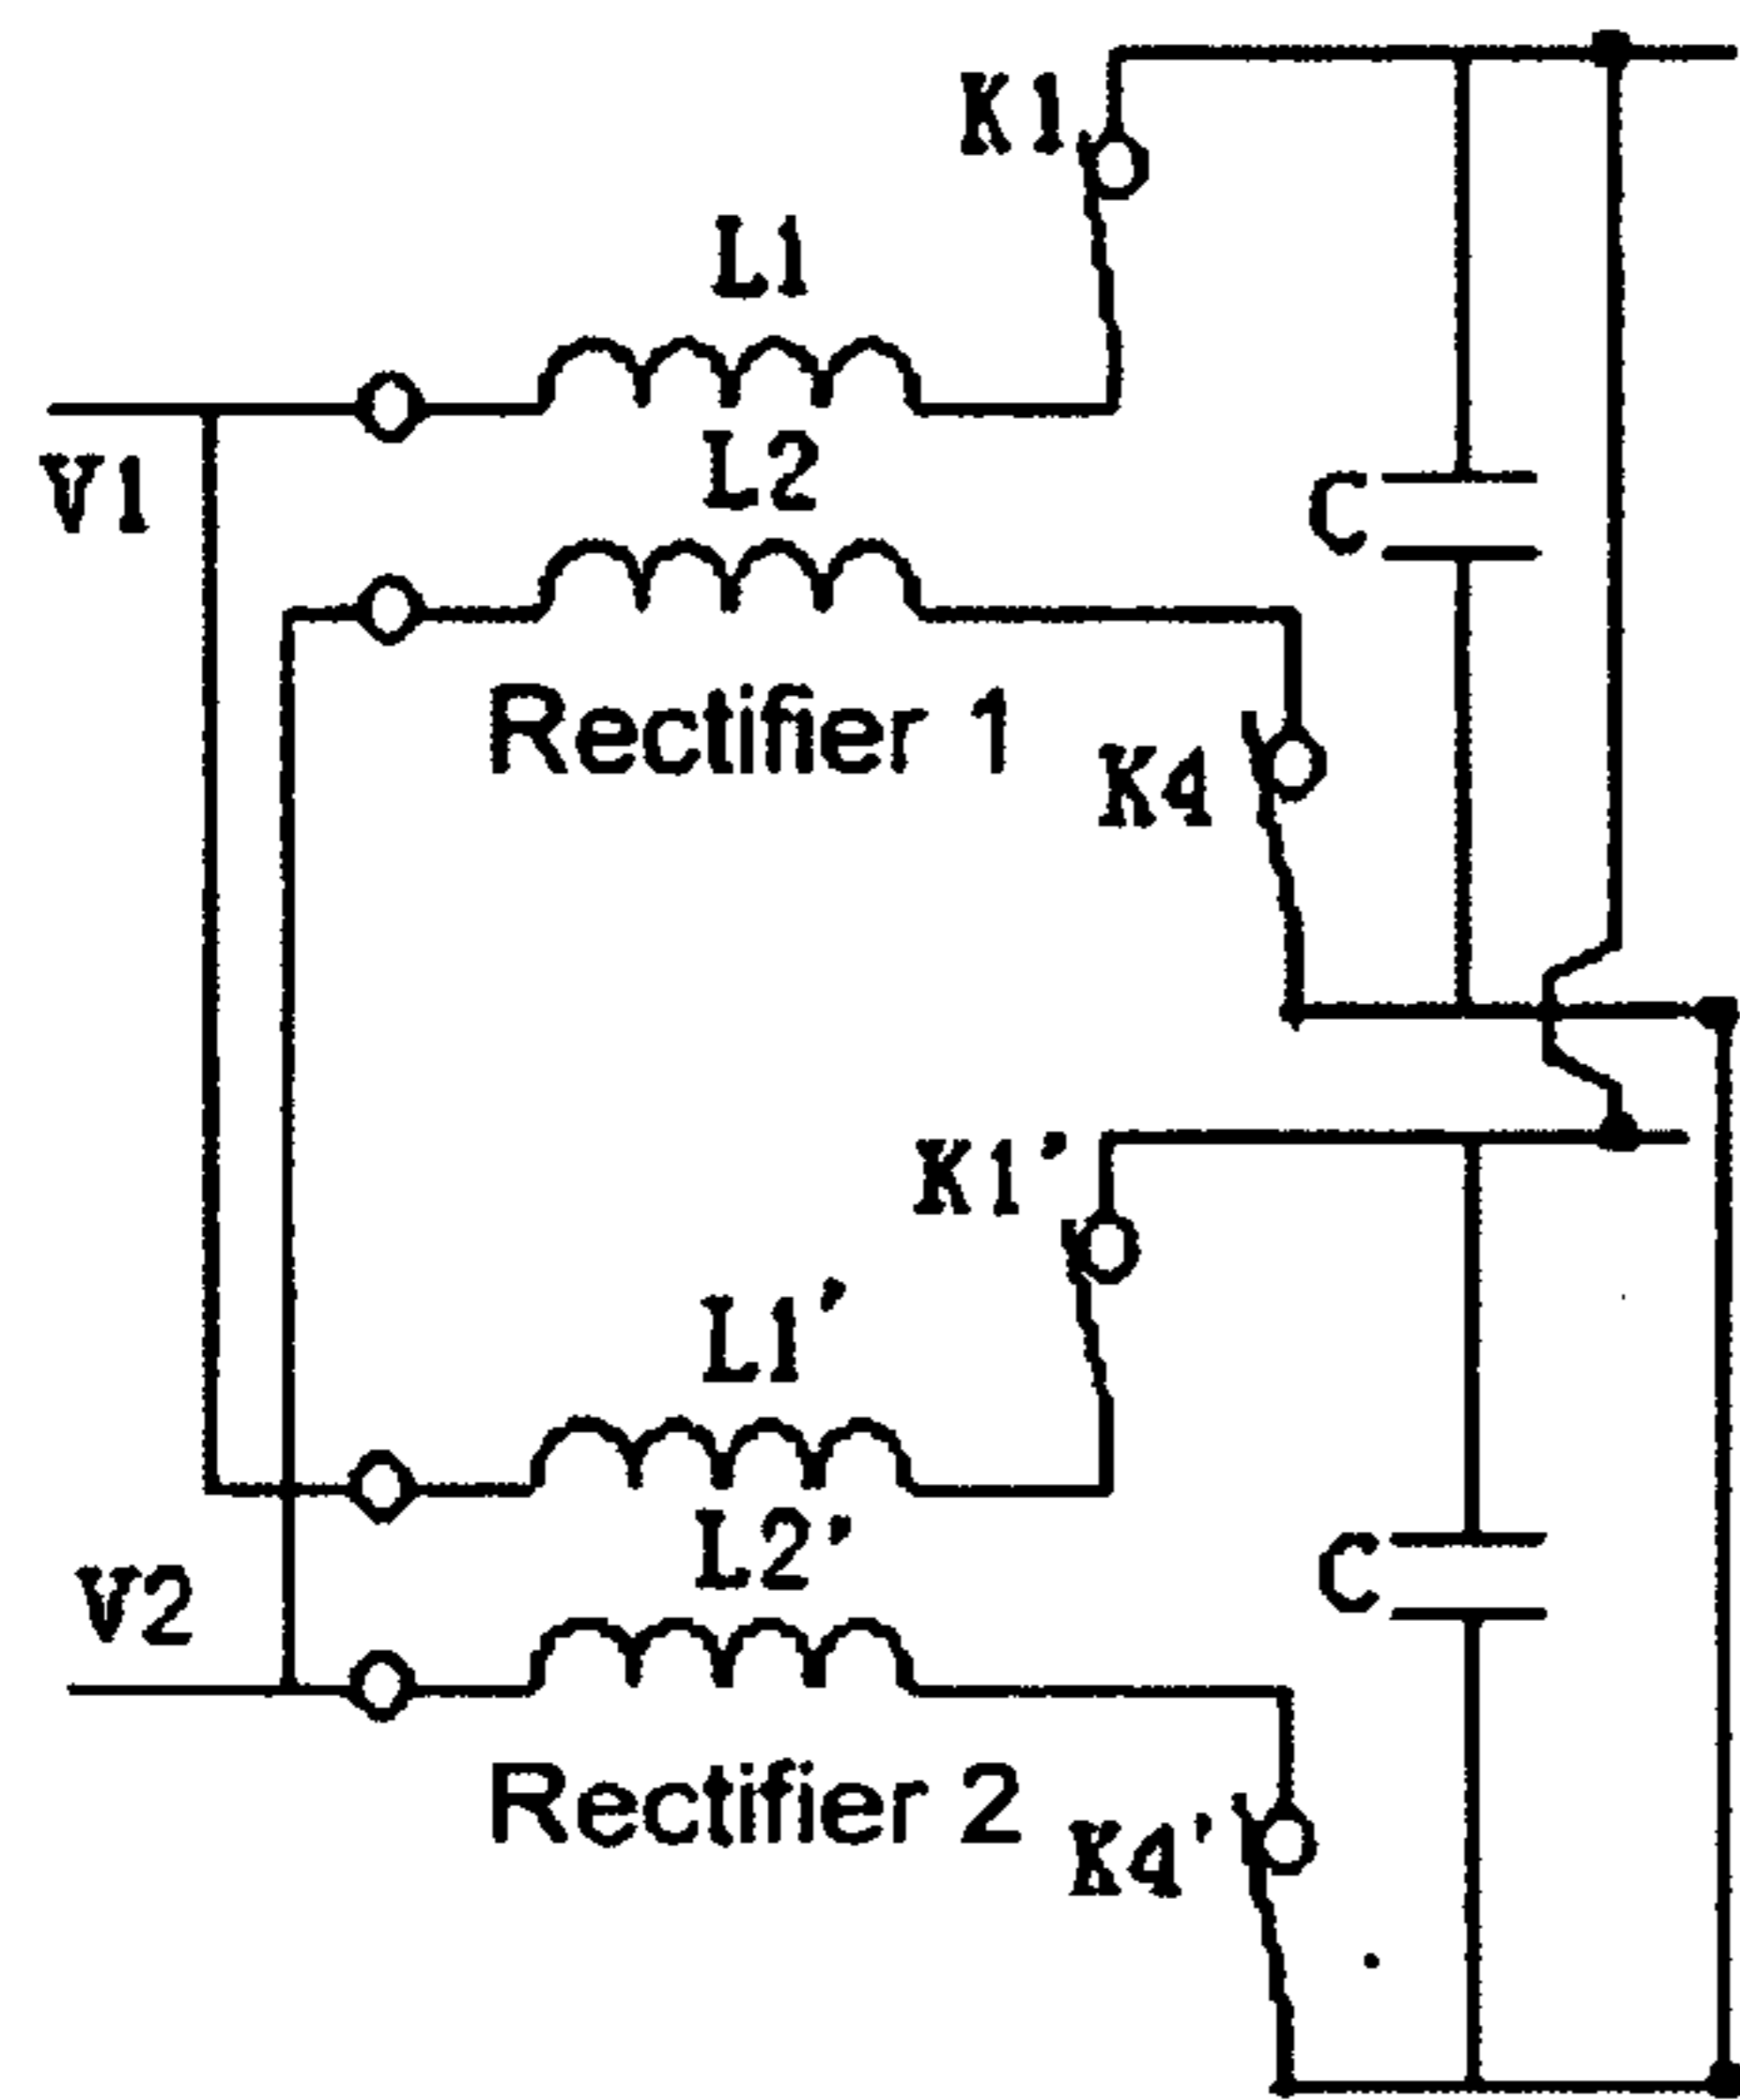 K1
L1
V1
L2
C
Rectifier 1
K4
K1'
L1'
L2'
C
V2
Rectifier 2
K4'